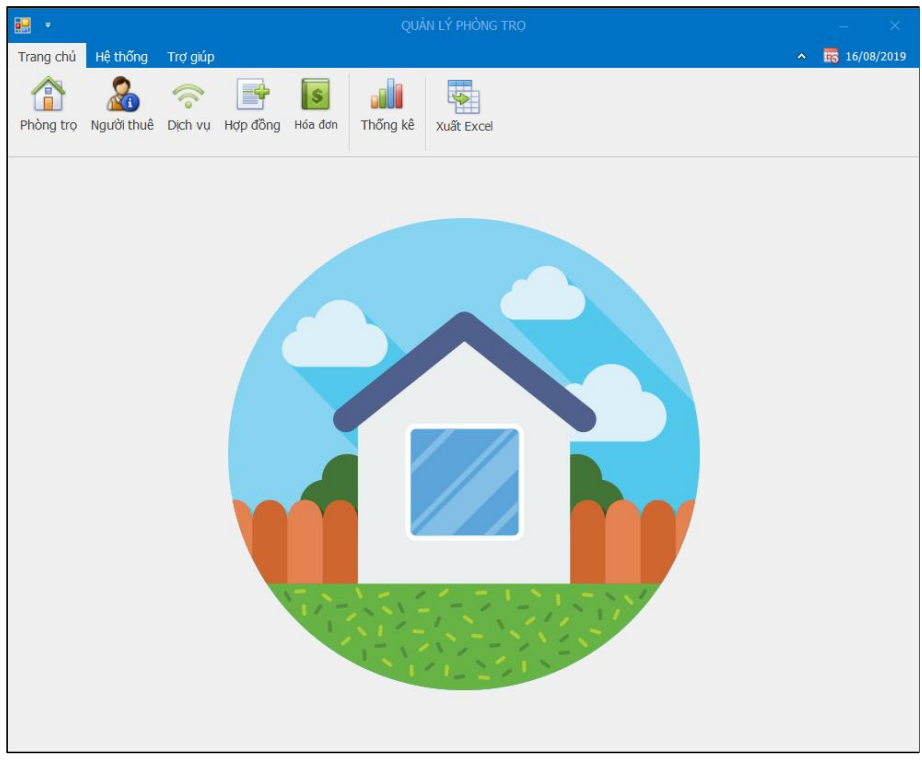 QUẢN LÝ PHÒNG TRỌ
Trang chủ Hệ thống Trợ giúp 16/08/2019
Phòng trọ Người thuê Dịch vụ Hợp đồng Hóa đơn Thống kê Xuất Excel